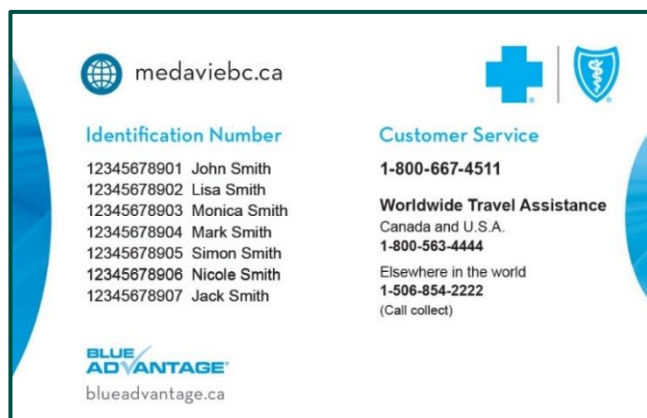 medaviebc.ca
Identification Number
12345678901 John Smith
12345678902 Lisa Smith
12345678903 Monica Smith
12345678904 Mark Smith
12345678905 Simon Smith
12345678906 Nicole Smith
12345678907 Jack Smith
BLUE
ADVANTAGE®
blueadvantage.ca
Customer Service
1-800-667-4511
Worldwide Travel Assistance
Canada and U.S.A.
1-800-563-4444
Elsewhere in the world
1-506-854-2222
(Call collect)